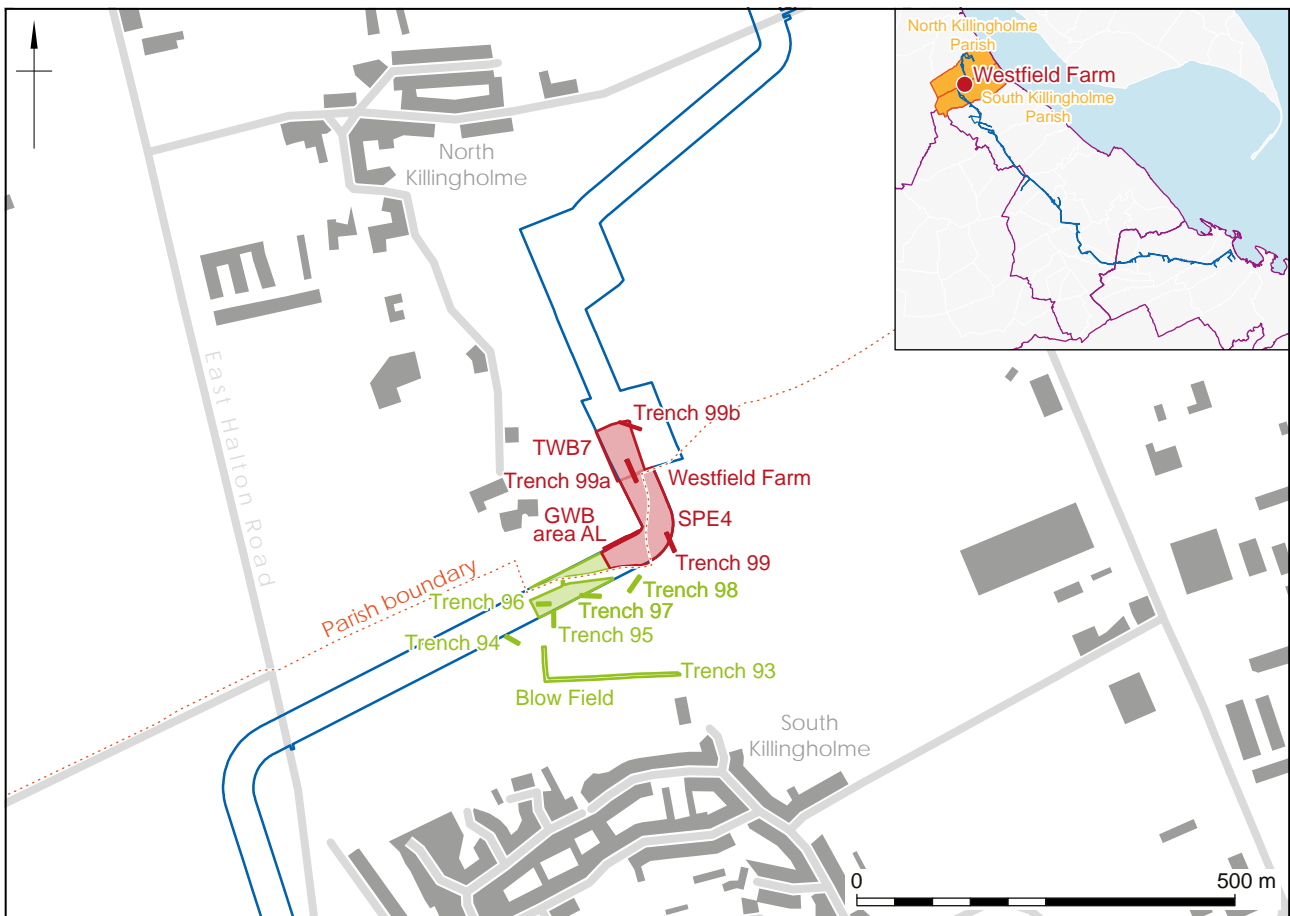 North Killingholme
Parish
Westfield Farm
South Killingholme
Parish
North
Killingholme
East Halton Road
Trench 99b
TWB7
Trench 99a
Westfield Farm
GWB
area AL
SPE4
Trench 99
Parish boundary
Trench 98
Trench 96
Trench 97
Trench 95
Trench 94
Trench 93
Blow Field
South
Killingholme
0
500 m